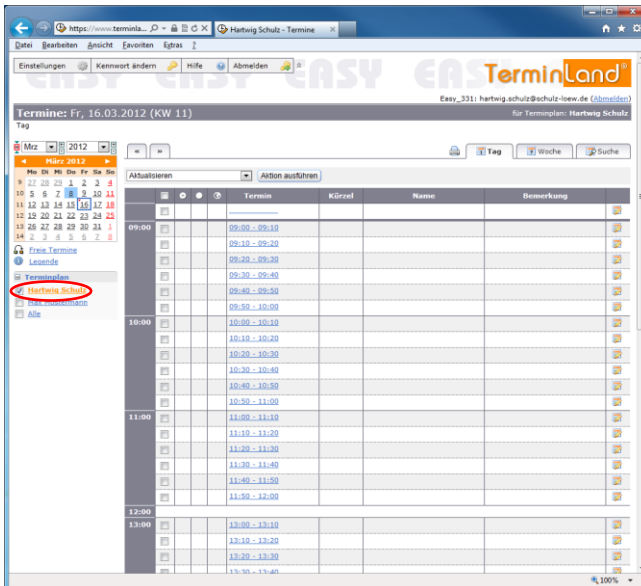 https://www.terminla... Hartwig Schulz - Termine
Datei Bearbeiten Ansicht Favoriten Extras ?
Einstellungen Kennwort ändern Hilfe Abmelden
TerminLand®
Easy_331: hartwig.schulz@schulz-loew.de (Abmelden)
Termine: Fr, 16.03.2012 (KW 11) für Terminplan: Hartwig Schulz
Tag
Mrz 2012 « » Tag Woche Suche
März 2012
Mo Di Mi Do Fr Sa So
9 27 28 29 1 2 3 4
10 5 6 7 8 9 10 11
11 12 13 14 15 16 17 18
12 19 20 21 22 23 24 25
13 26 27 28 29 30 31 1
14 2 3 4 5 6 7 8
Freie Termine
Legende
Terminplan
Hartwig Schulz
Max Mustermann
Alle
Aktualisieren Aktion ausführen
Termin Kürzel Name Bemerkung
09:00 09:00 - 09:10
09:10 - 09:20
09:20 - 09:30
09:30 - 09:40
09:40 - 09:50
09:50 - 10:00
10:00 10:00 - 10:10
10:10 - 10:20
10:20 - 10:30
10:30 - 10:40
10:40 - 10:50
10:50 - 11:00
11:00 11:00 - 11:10
11:10 - 11:20
11:20 - 11:30
11:30 - 11:40
11:40 - 11:50
11:50 - 12:00
12:00
13:00 13:00 - 13:10
13:10 - 13:20
13:20 - 13:30
13:30 - 13:40
100%